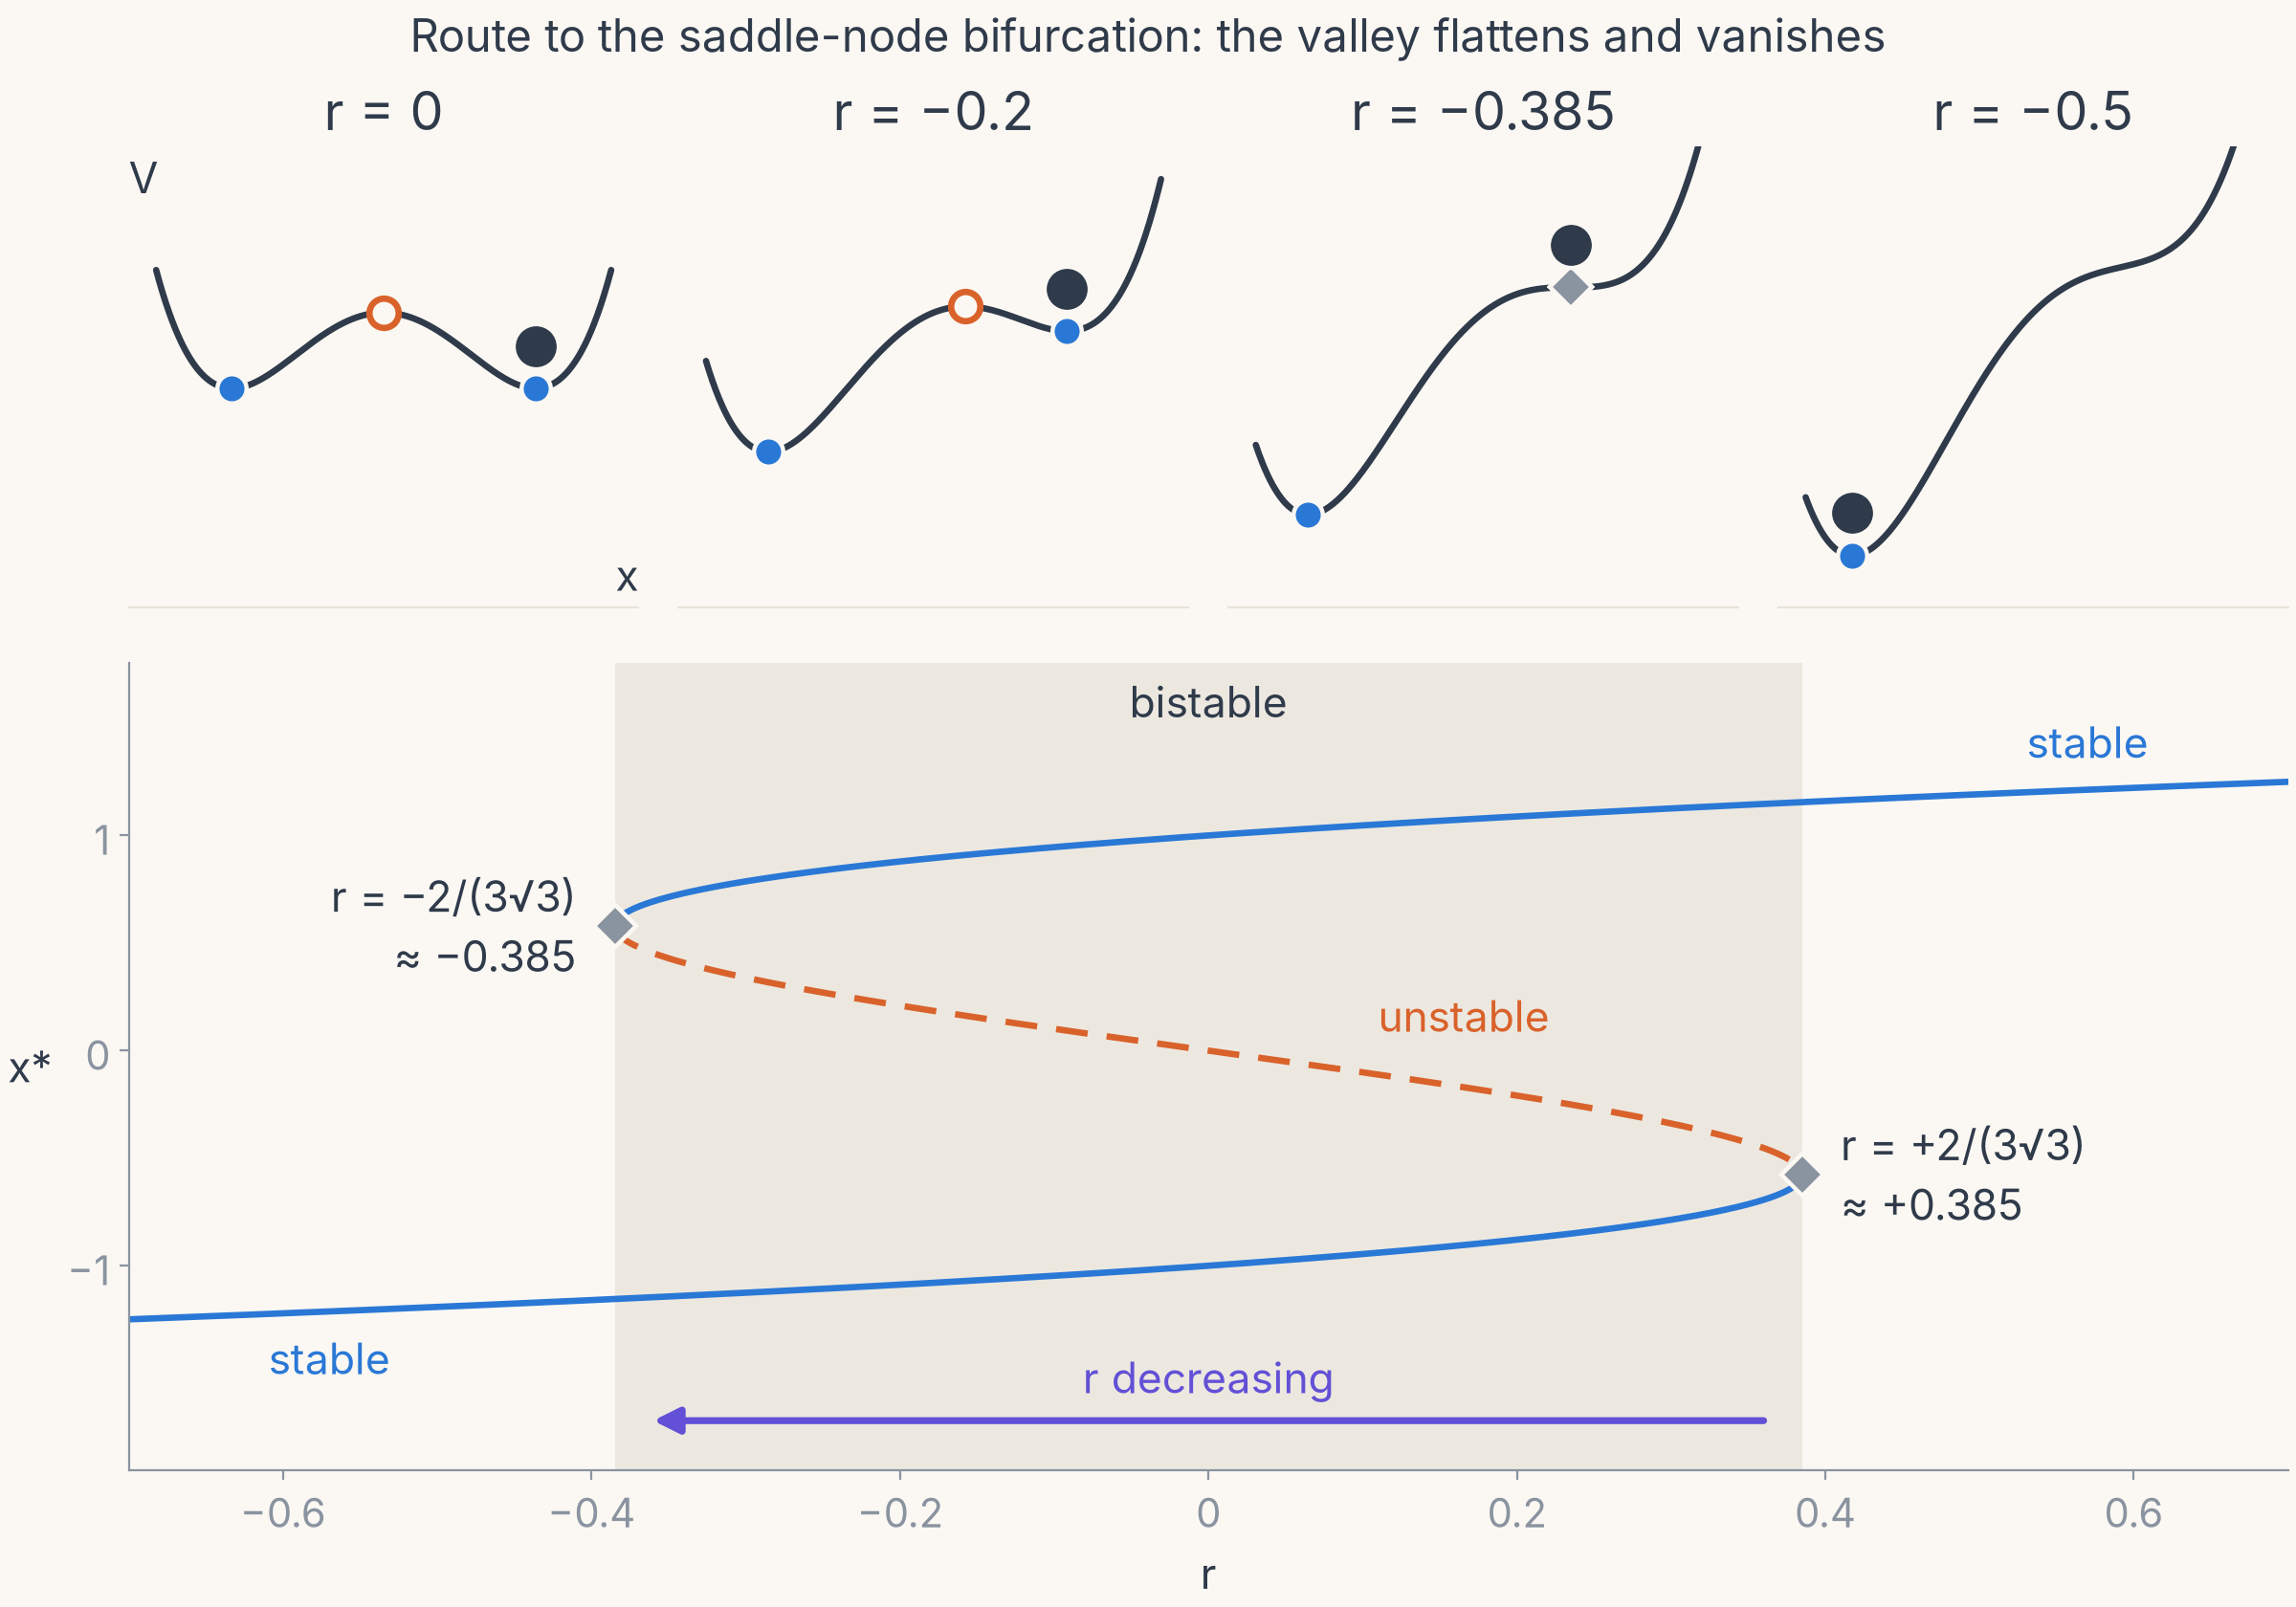 Route to the saddle-node bifurcation: the valley flattens and vanishes
r = 0
r = −0.2
r = −0.385
r = −0.5
V
x
bistable
stable
1
r = −2/(3√3)
≈ −0.385
unstable
x*
0
r = +2/(3√3)
≈ +0.385
−1
stable
r decreasing
−0.6
−0.4
−0.2
0
0.2
0.4
0.6
r